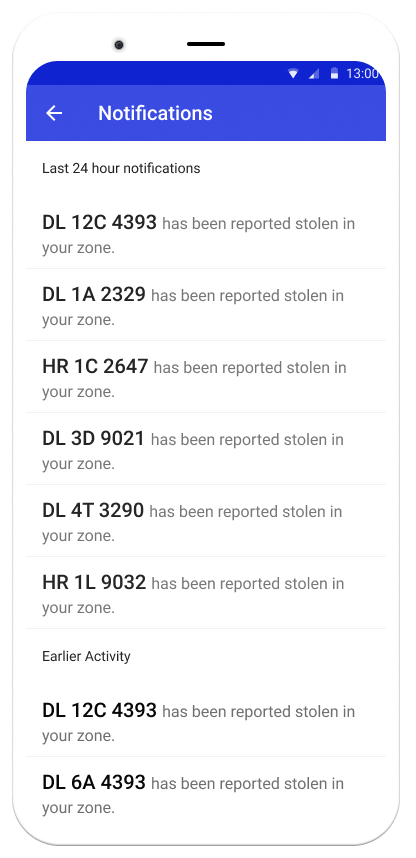 13:00
Notifications
Last 24 hour notifications
DL 12C 4393 has been reported stolen in
your zone.
DL 1A 2329 has been reported stolen in
your zone.
HR 1C 2647 has been reported stolen in
your zone.
DL 3D 9021 has been reported stolen in
your zone.
DL 4T 3290 has been reported stolen in
your zone.
HR 1L 9032 has been reported stolen in
your zone.
Earlier Activity
DL 12C 4393 has been reported stolen in
your zone.
DL 6A 4393 has been reported stolen in
your zone.